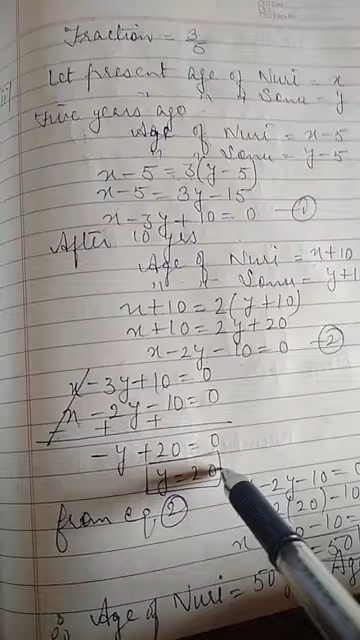 Fraction = 3/5
ii) Let present age of Nuri = x
" " " Sonu = y
Five years ago
Age of Nuri = x-5
" " Sonu = y-5
x-5 = 3(y-5)
x-5 = 3y-15
x-3y+10=0 —①
After 10 yrs
Age of Nuri = x+10
" " Sonu = y+1
x+10 = 2(y+10)
x+10 = 2y+20
x-2y-10=0 ②
x-3y+10=0
x-2y-10=0
- + +
-y+20=0
y=20
from eq ②
x-2y-10=0
2(20)-10
x
50
∴ Age of Nuri = 50
Age